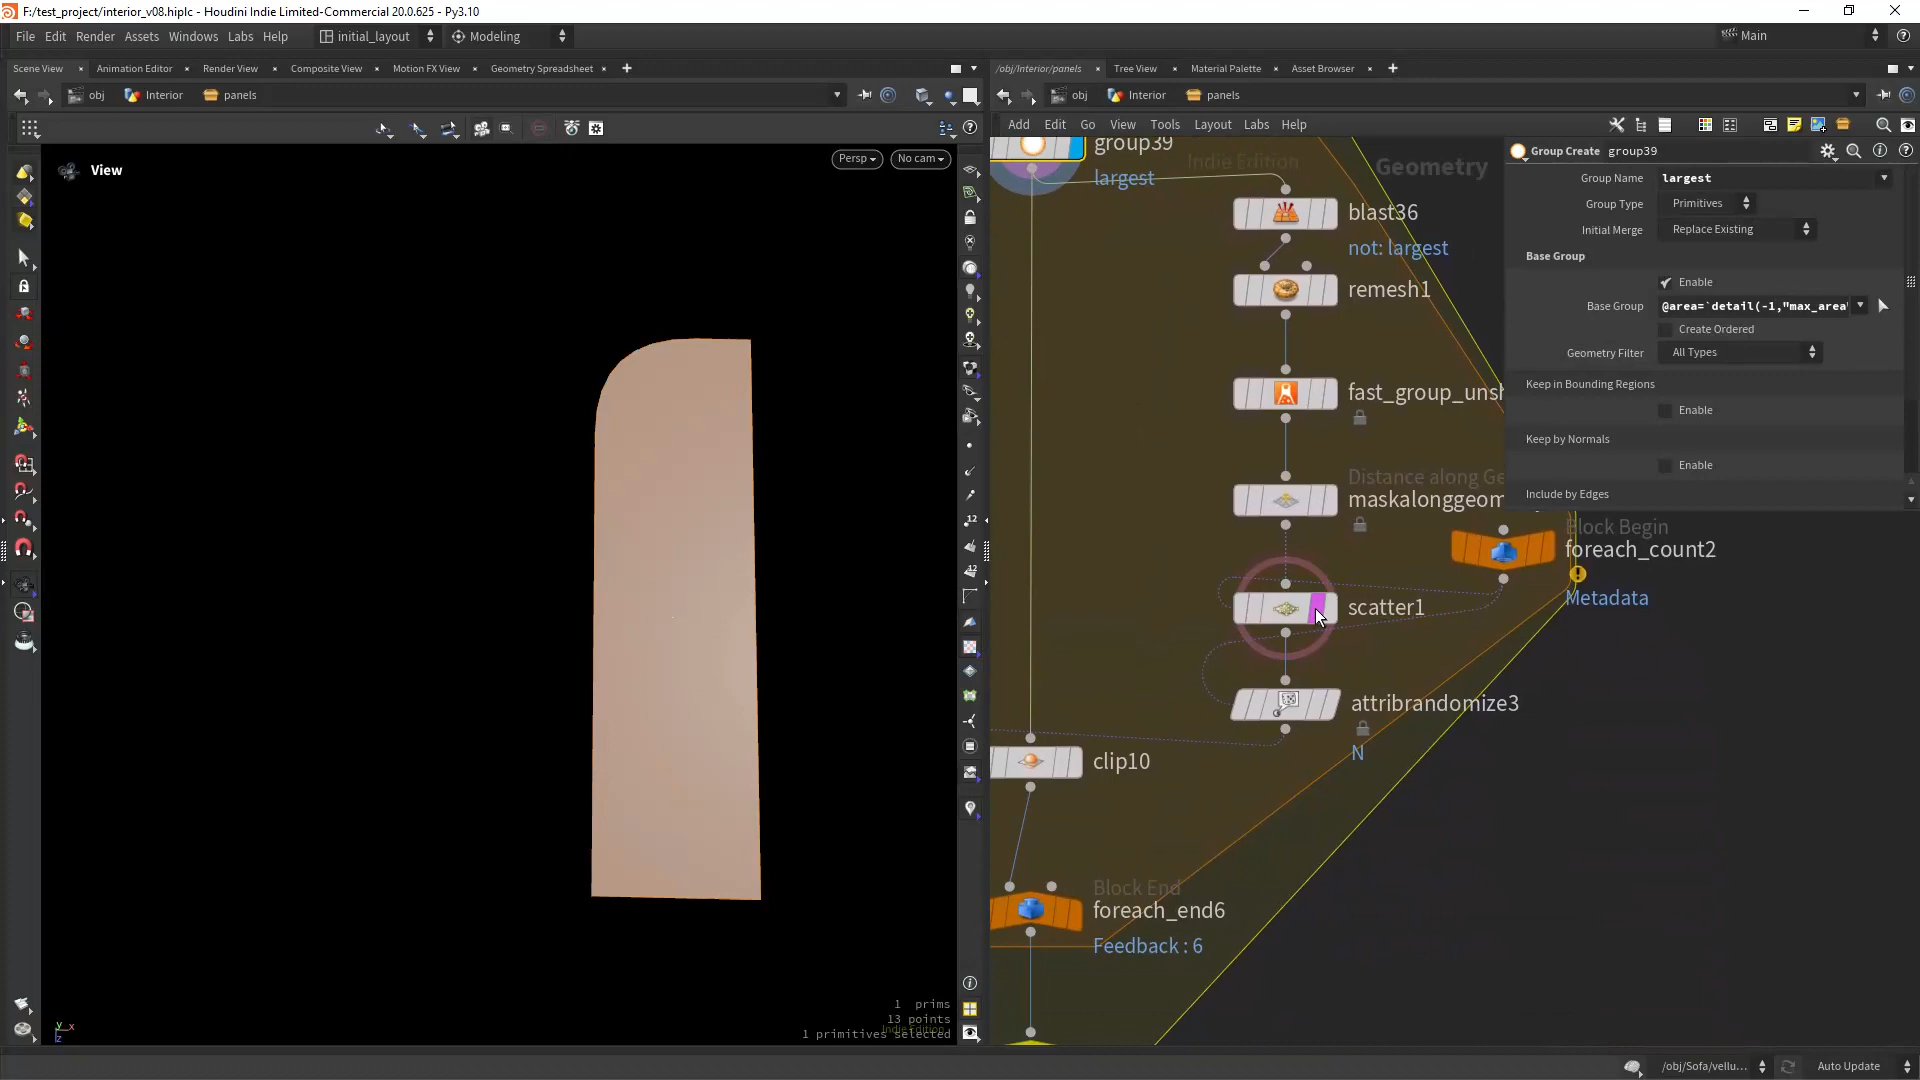 F:/test_project/interior_v08.hiplc - Houdini Indie Limited-Commercial 20.0.625 - Py3.10
File Edit Render Assets Windows Labs Help initial_layout Modeling Main
Scene View Animation Editor Render View Composite View Motion FX View Geometry Spreadsheet
/obj/Interior/panels Tree View Material Palette Asset Browser
obj Interior panels
obj Interior panels
Add Edit Go View Tools Layout Labs Help
View
Persp
No cam
Indie Edition
Geometry
group39
largest
blast36
not: largest
remesh1
fast_group_unsh
Distance along Ge
maskalonggeom
scatter1
attribrandomize3
N
Block Begin
foreach_count2
Metadata
clip10
Block End
foreach_end6
Feedback : 6
Group Create group39
Group Name largest
Group Type Primitives
Initial Merge Replace Existing
Base Group
Enable
Base Group @area=`detail(-1,"max_area"
Create Ordered
Geometry Filter All Types
Keep in Bounding Regions
Enable
Keep by Normals
Enable
Include by Edges
12
12
1 prims
13 points
Indie Edition
1 primitives selected
y x
z
/obj/Sofa/vellu...
Auto Update